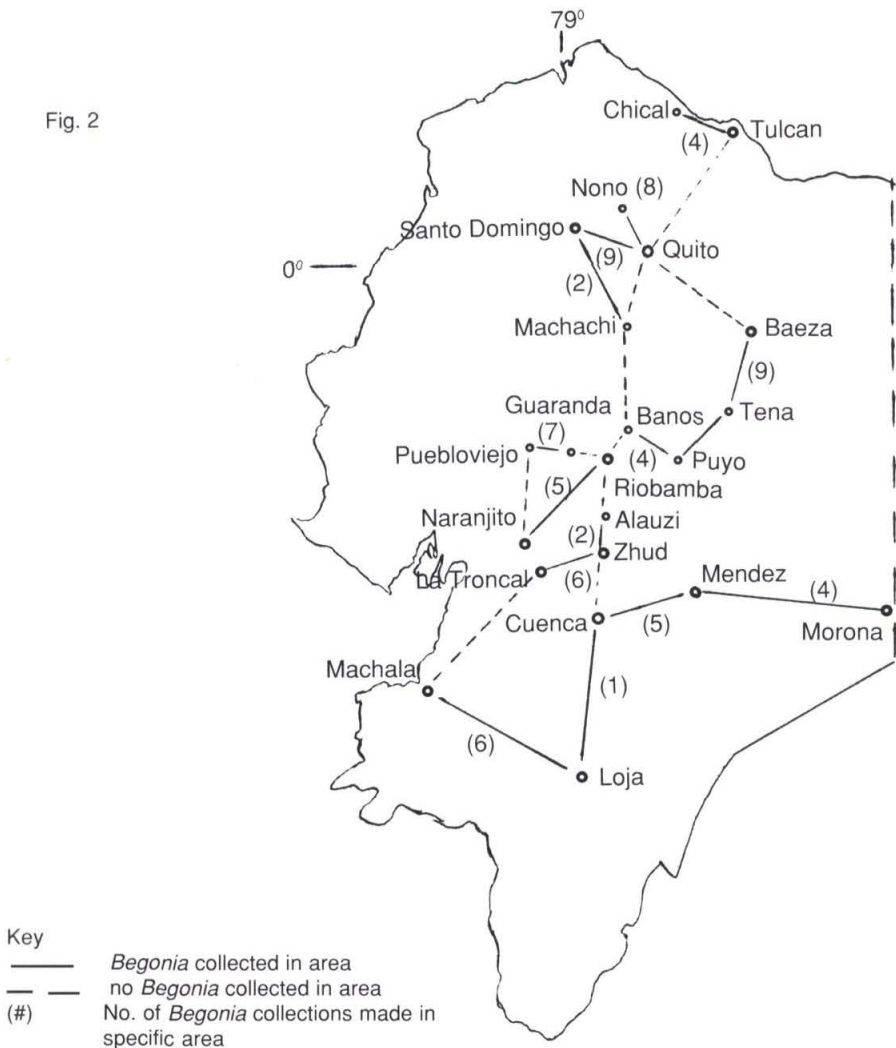 79⁰
Fig. 2
Chical
(4)
Tulcan
Nono (8)
Santo Domingo
(9)
Quito
0⁰
(2)
Machachi
Baeza
(9)
Guaranda
Banos
Tena
(7)
Puebloviejo
(4)
Puyo
(5)
Riobamba
Naranjito
Alauzi
(2)
Zhud
La Troncal
(6)
Mendez
(4)
Cuenca
(5)
Morona
Machala
(1)
(6)
Loja
Key
Begonia collected in area
no Begonia collected in area
(#) No. of Begonia collections made in
specific area